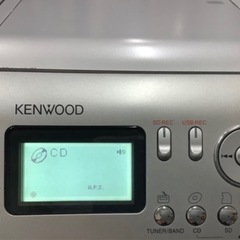 KENWOOD
SD-REC USB-REC
CD
A.P.S.
TUNER/BAND CD SD